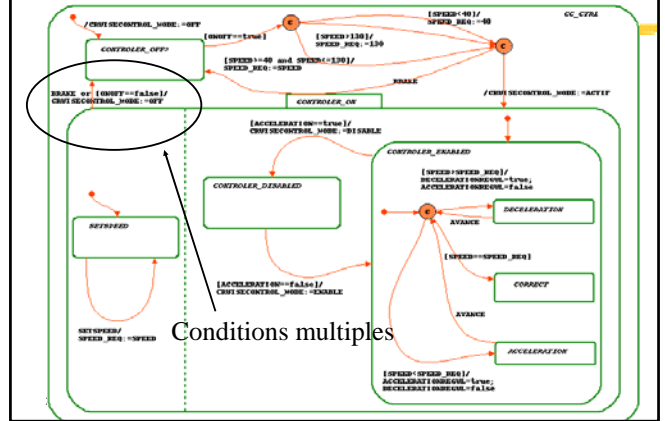 /CRUISECONTROL_MODE:=OFF
CC_CTRL
[SPEED<40]/
SPEED_REQ:=40
C
[ONOFF==true]
[SPEED>130]/
SPEED_REQ:=130
C
CONTROLER_OFF>
[SPEED>=40 and SPEED<=130]/
SPEED_REQ:=SPEED
BRAKE
BRAKE or [ONOFF==false]/
CRUISECONTROL_MODE:=OFF
CONTROLER_ON
/CRUISECONTROL_MODE:=ACTIF
[ACCELERATION==true]/
CRUISECONTROL_MODE:=DISABLE
CONTROLER_ENABLED
[SPEED>SPEED_REQ]/
DECELERATIONREGUL=true;
ACCELERATIONREGUL=false
CONTROLER_DISABLED
C
DECELERATION
AVANCE
SETSPEED
[SPEED==SPEED_REQ]
CORRECT
[ACCELERATION==false]/
CRUISECONTROL_MODE:=ENABLE
AVANCE
SETSPEED/
SPEED_REQ:=SPEED
Conditions multiples
ACCELERATION
[SPEED<SPEED_REQ]/
ACCELERATIONREGUL=true;
DECELERATIONREGUL=false